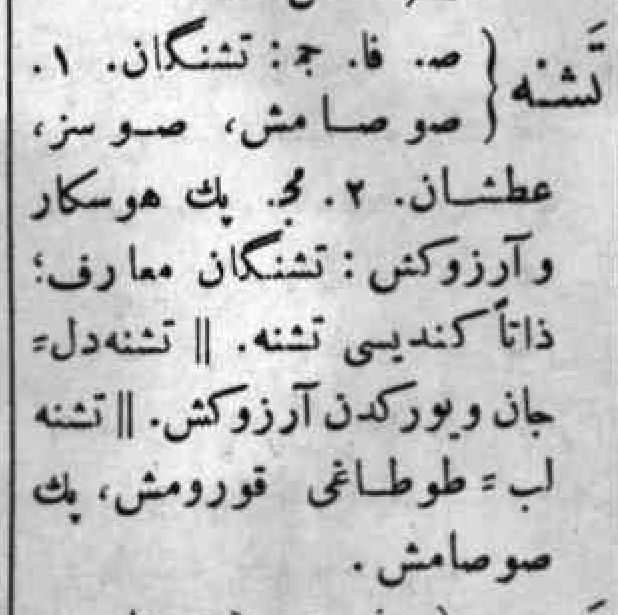 تَشنه { صـ. فا. جـ : تشنگان. ۱.
صوصامش، صوسز،
عطشان. ۲. مجـ. پك هوسكار
وآرزوكش : تشنگان معارف؛
ذاتاً كنديسى تشنه. || تشنه‌دل=
جان ويوركدن آرزوكش. || تشنه
لب = طوطاغى قورومش، پك
صوصامش.